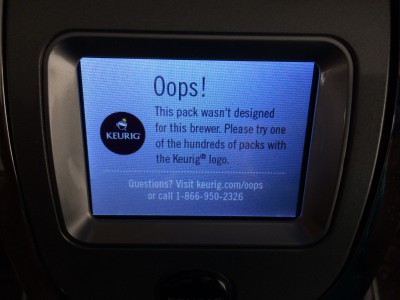 Oops!
This pack wasn't designed
for this brewer. Please try one
of the hundreds of packs with
the Keurig® logo.
KEURIG
Questions? Visit keurig.com/oops
or call 1-866-950-2326